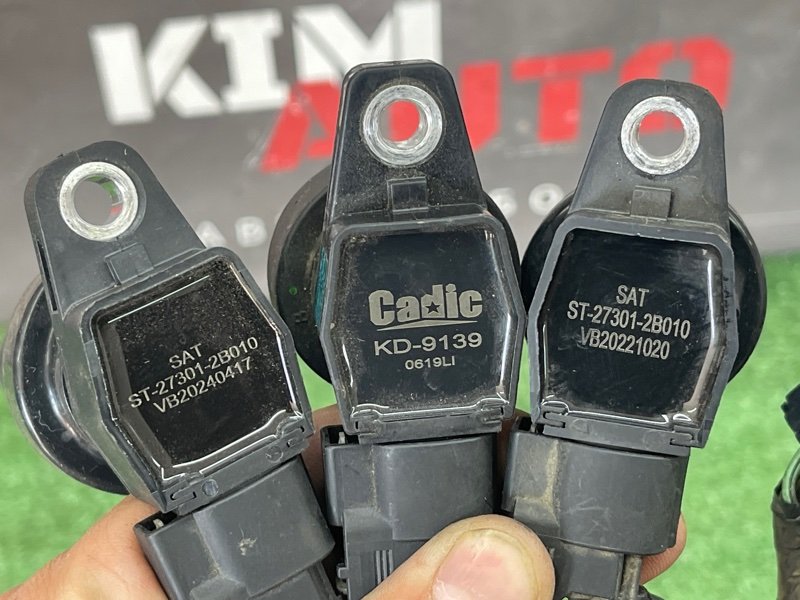 KIM
AUTO
SAT
ST-27301-2B010
VB20240417
Cadic
KD-9139
0619LI
SAT
ST-27301-2B010
VB20221020